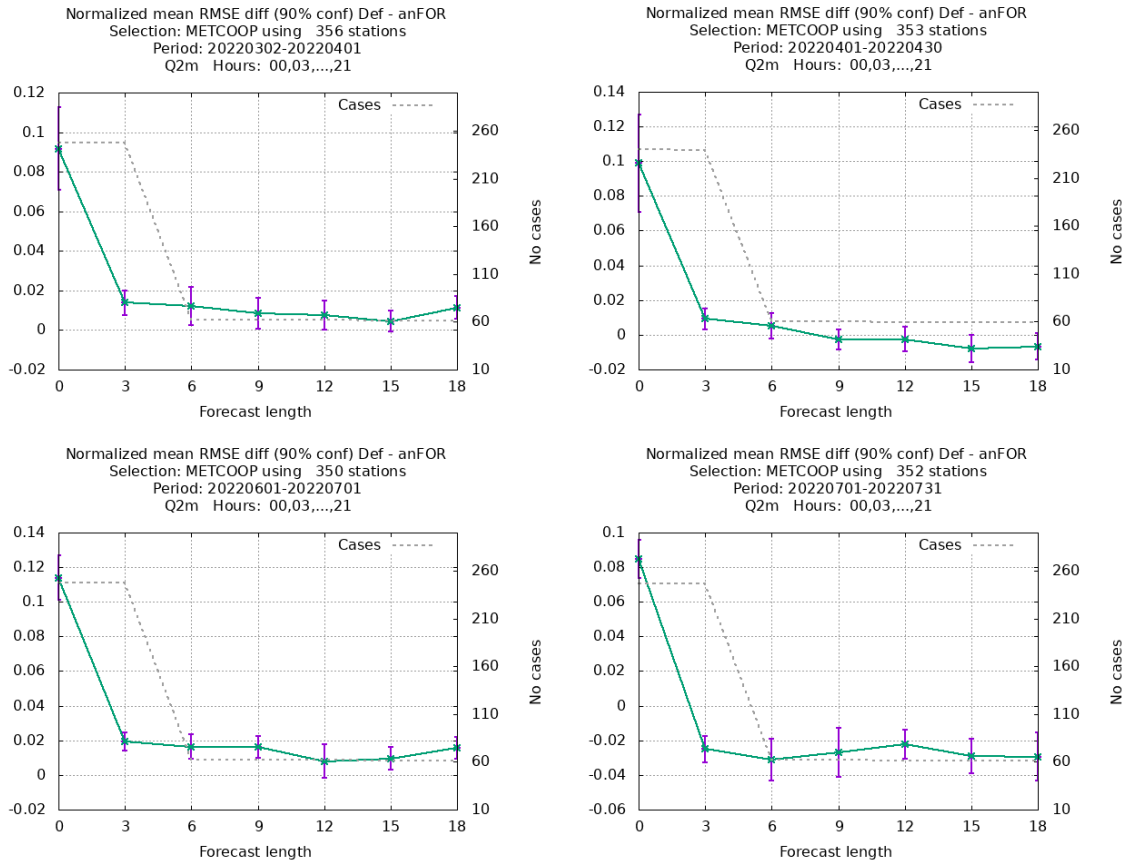 Normalized mean RMSE diff (90% conf) Def - anFOR
Selection: METCOOP using 356 stations
Period: 20220302-20220401
Q2m Hours: 00,03,...,21
Cases
0.12
0.1
0.08
0.06
0.04
0.02
0
-0.02
260
210
160
110
60
10
No cases
0 3 6 9 12 15 18
Forecast length
Normalized mean RMSE diff (90% conf) Def - anFOR
Selection: METCOOP using 353 stations
Period: 20220401-20220430
Q2m Hours: 00,03,...,21
Cases
0.14
0.12
0.1
0.08
0.06
0.04
0.02
0
-0.02
260
210
160
110
60
10
No cases
0 3 6 9 12 15 18
Forecast length
Normalized mean RMSE diff (90% conf) Def - anFOR
Selection: METCOOP using 350 stations
Period: 20220601-20220701
Q2m Hours: 00,03,...,21
Cases
0.14
0.12
0.1
0.08
0.06
0.04
0.02
0
-0.02
260
210
160
110
60
10
No cases
0 3 6 9 12 15 18
Forecast length
Normalized mean RMSE diff (90% conf) Def - anFOR
Selection: METCOOP using 352 stations
Period: 20220701-20220731
Q2m Hours: 00,03,...,21
Cases
0.1
0.08
0.06
0.04
0.02
0
-0.02
-0.04
-0.06
260
210
160
110
60
10
No cases
0 3 6 9 12 15 18
Forecast length